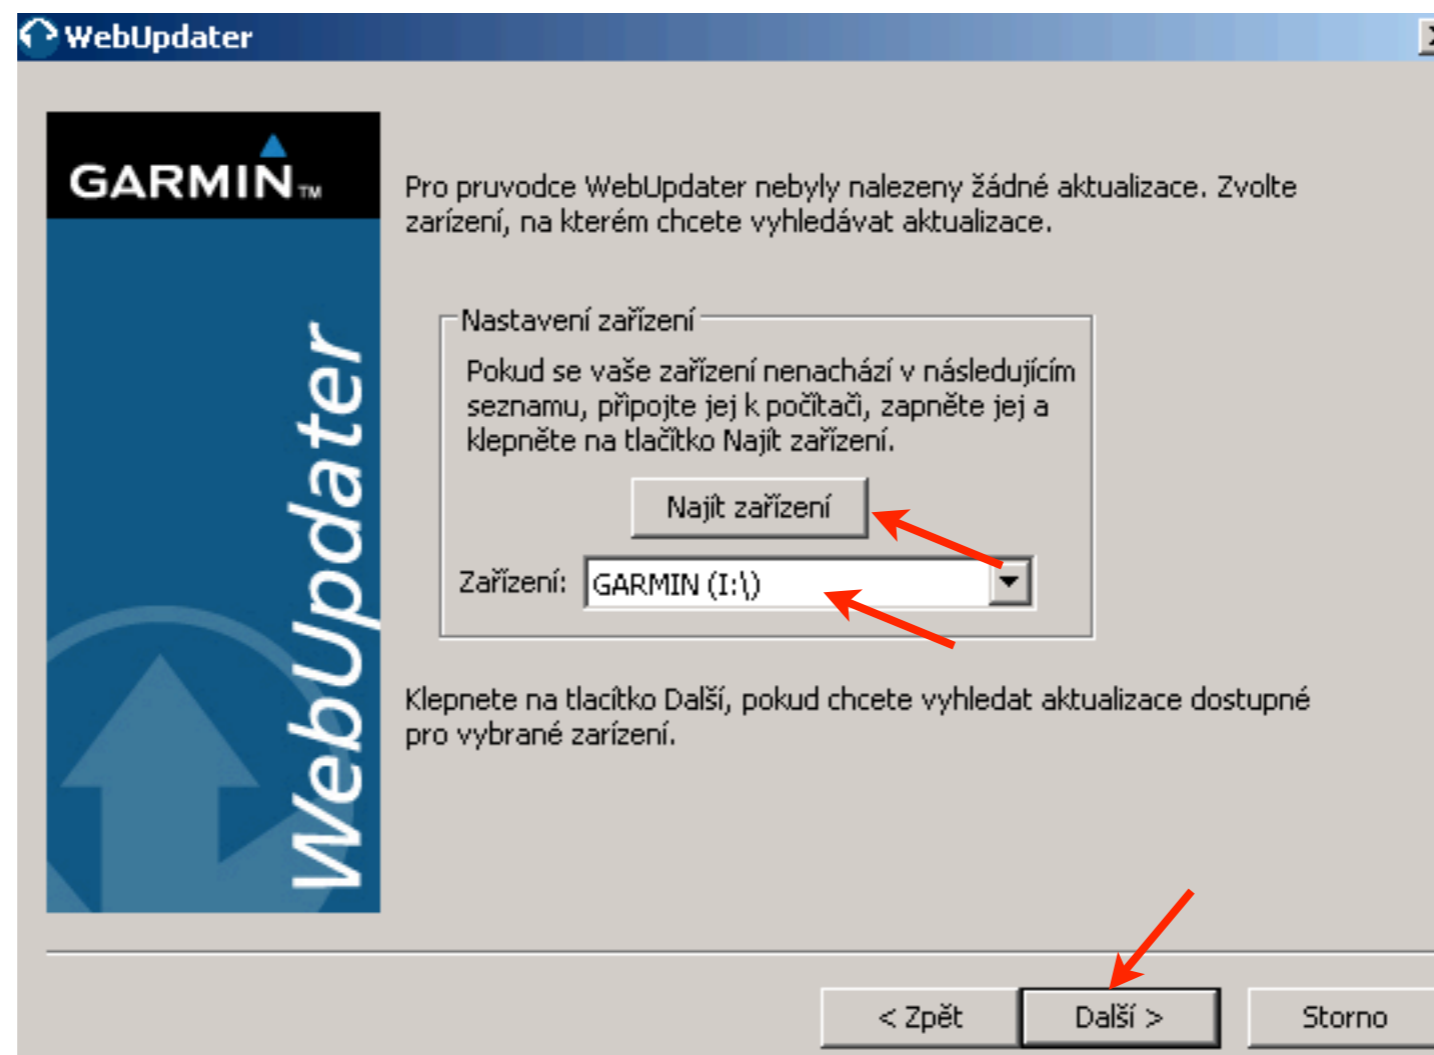 WebUpdater
GARMIN™
WebUpdater
Pro pruvodce WebUpdater nebyly nalezeny žádné aktualizace. Zvolte
zarízení, na kterém chcete vyhledávat aktualizace.
Nastavení zařízení
Pokud se vaše zařízení nenachází v následujícím
seznamu, připojte jej k počítači, zapněte jej a
klepněte na tlačítko Najít zařízení.
Najít zařízení
Zařízení: GARMIN (I:\)
Klepnete na tlacítko Další, pokud chcete vyhledat aktualizace dostupné
pro vybrané zarízení.
< Zpět Další > Storno